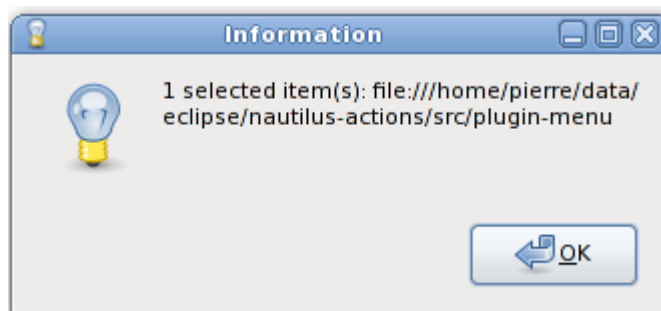 Information
1 selected item(s): file:///home/pierre/data/
eclipse/nautilus-actions/src/plugin-menu
OK